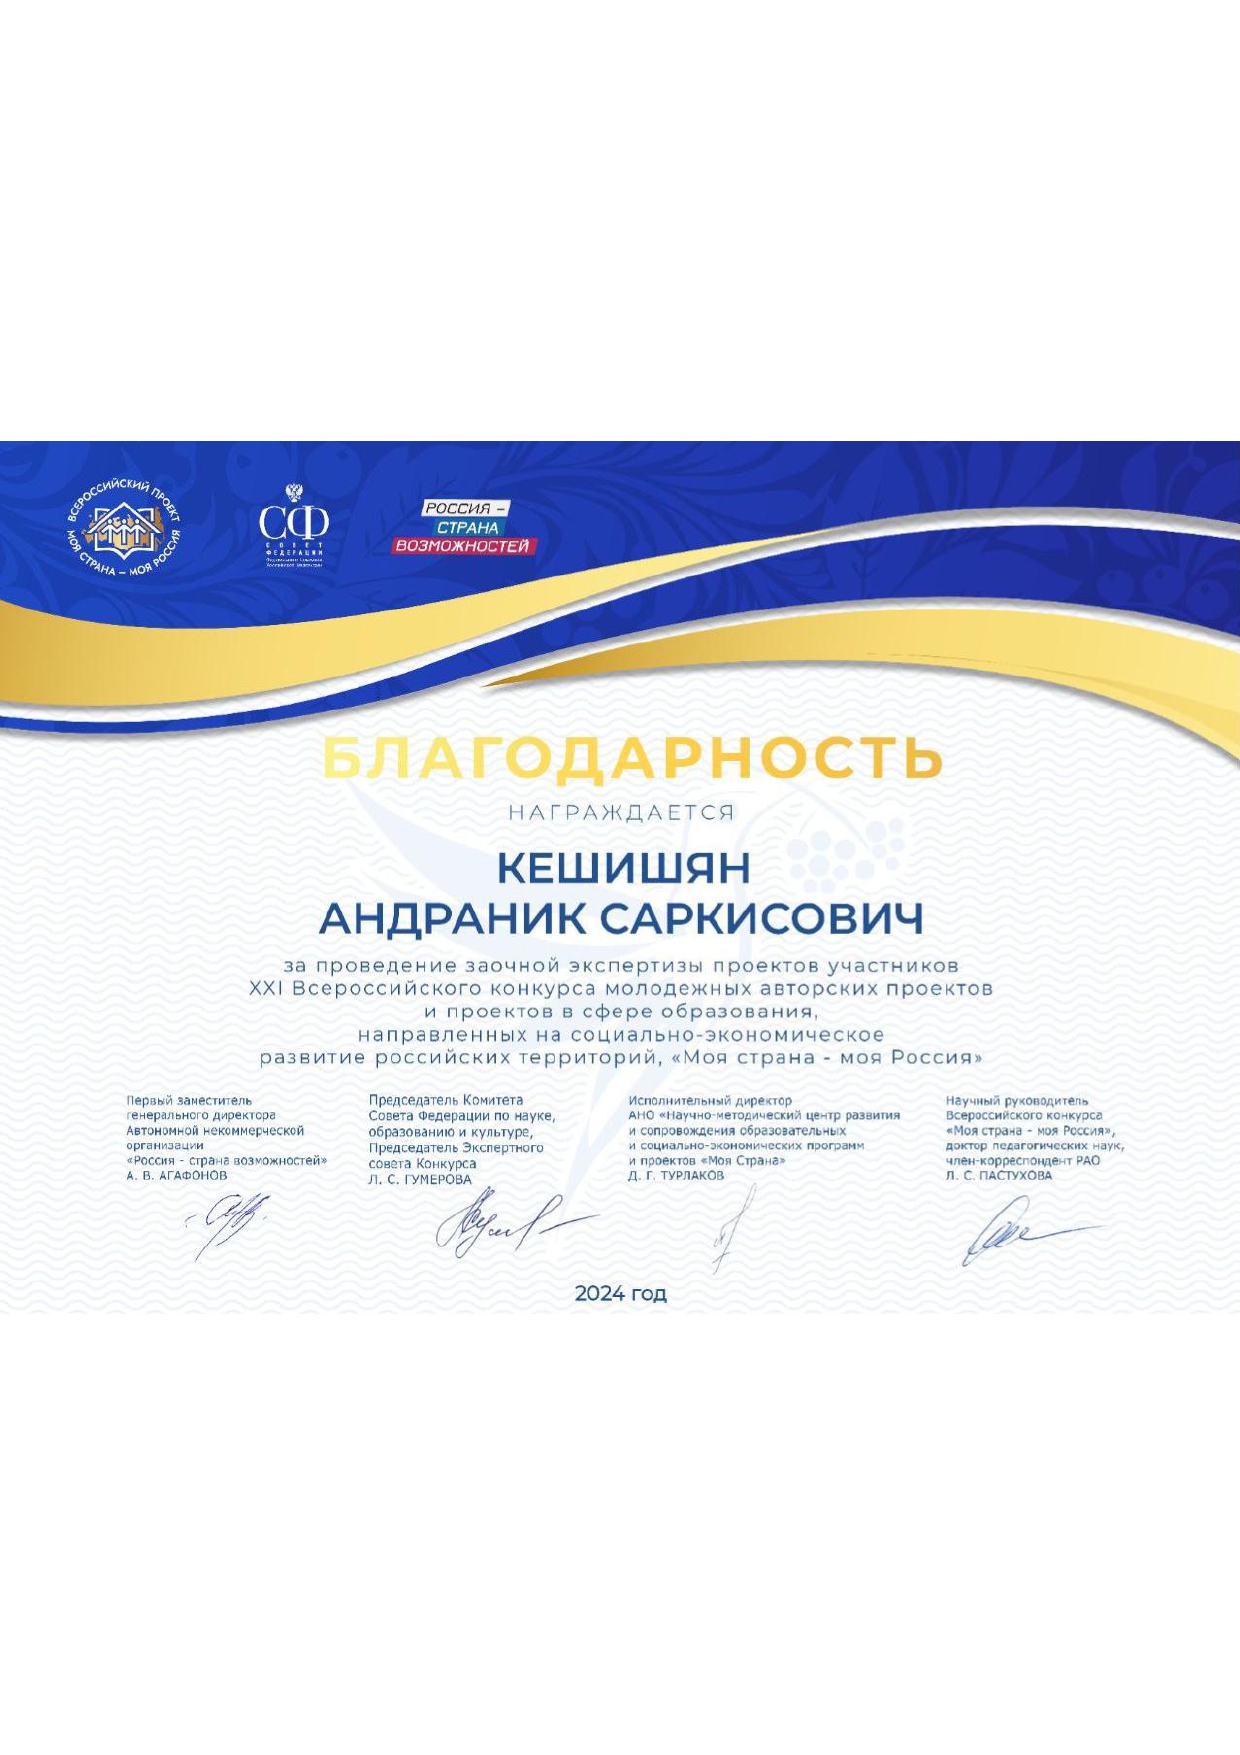 ВСЕРОССИЙСКИЙ ПРОЕКТ
МОЯ СТРАНА – МОЯ РОССИЯ
СФ
СОВЕТ
ФЕДЕРАЦИИ
Федерального Собрания
Российской Федерации
РОССИЯ –
СТРАНА
ВОЗМОЖНОСТЕЙ
БЛАГОДАРНОСТЬ
НАГРАЖДАЕТСЯ
КЕШИШЯН
АНДРАНИК САРКИСОВИЧ
за проведение заочной экспертизы проектов участников
XXI Всероссийского конкурса молодежных авторских проектов
и проектов в сфере образования,
направленных на социально-экономическое
развитие российских территорий, «Моя страна - моя Россия»
Первый заместитель
генерального директора
Автономной некоммерческой
организации
«Россия - страна возможностей»
А. В. АГАФОНОВ
Председатель Комитета
Совета Федерации по науке,
образованию и культуре,
Председатель Экспертного
совета Конкурса
Л. С. ГУМЕРОВА
Исполнительный директор
АНО «Научно-методический центр развития
и сопровождения образовательных
и социально-экономических программ
и проектов «Моя Страна»
Д. Г. ТУРЛАКОВ
Научный руководитель
Всероссийского конкурса
«Моя страна - моя Россия»,
доктор педагогических наук,
член-корреспондент РАО
Л. С. ПАСТУХОВА
2024 год